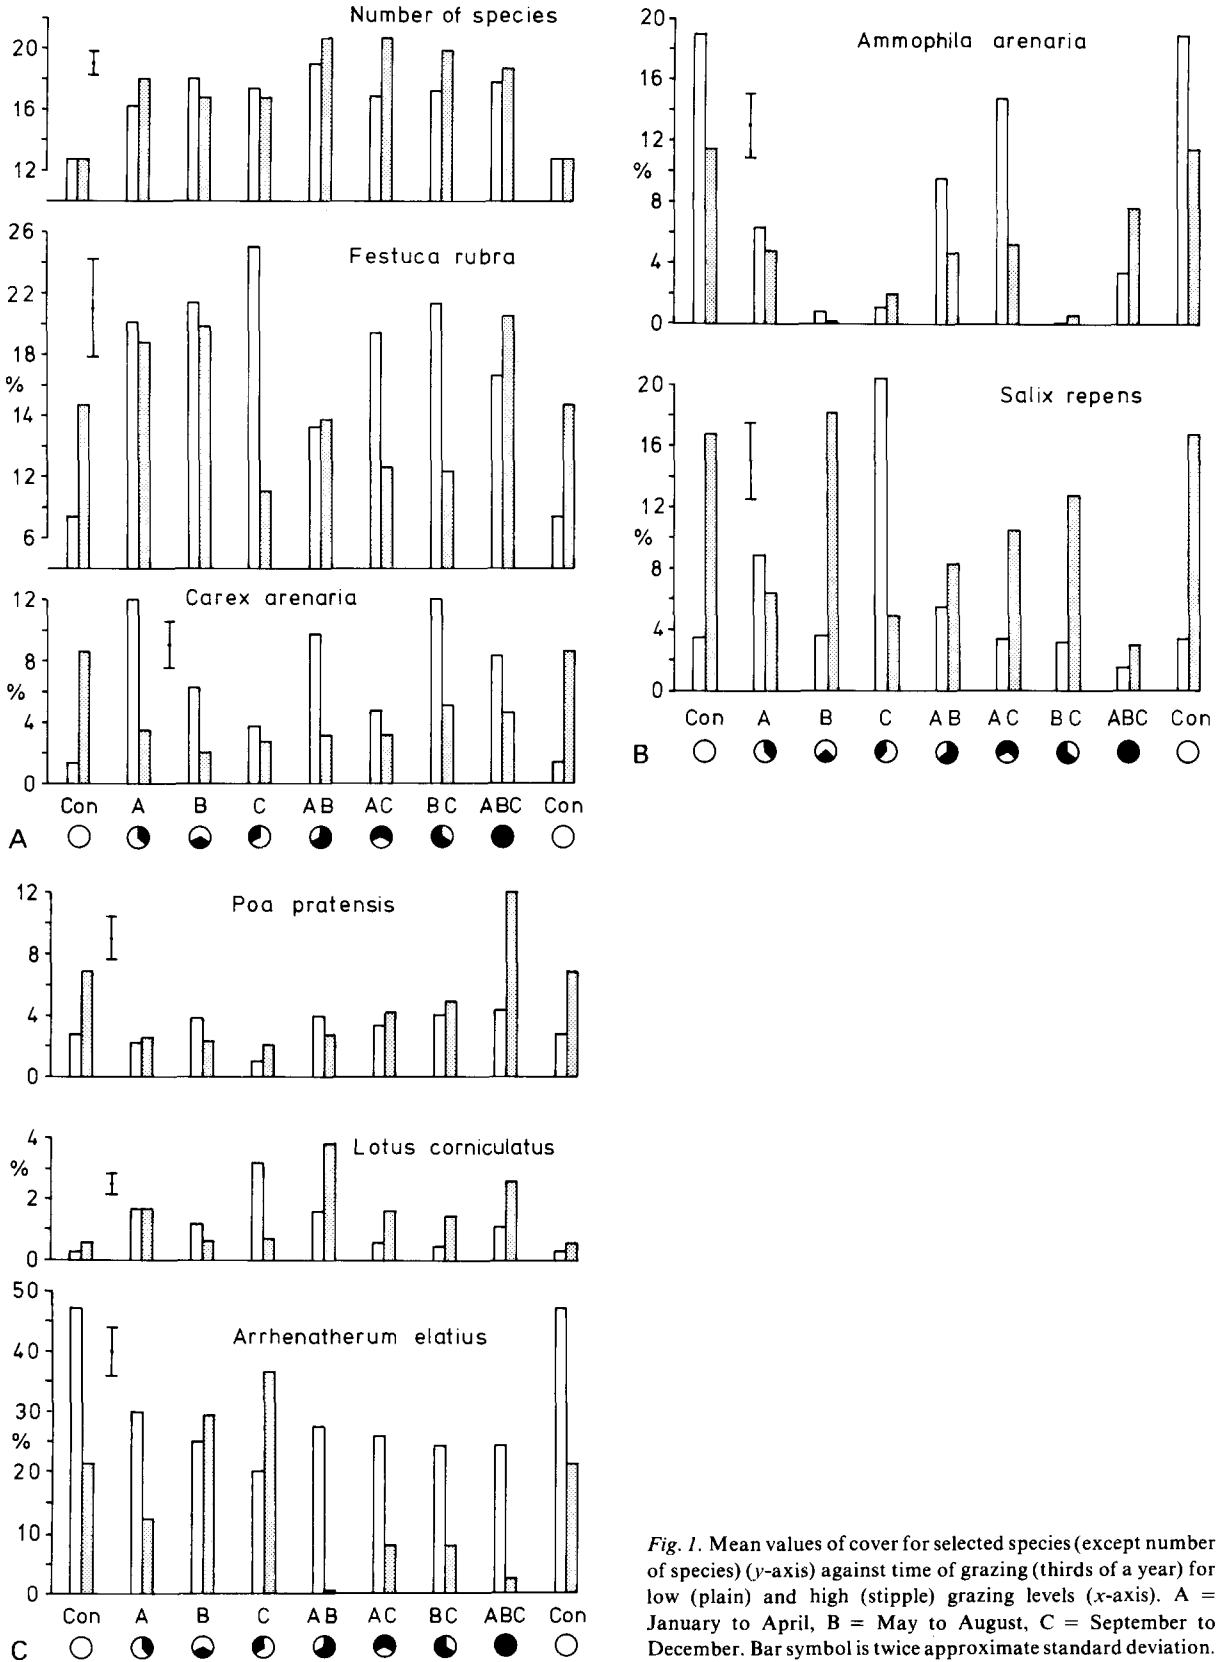 Number of species
20
16
12
Festuca rubra
26
22
18
%
14
12
6
Carex arenaria
12
8
%
4
0
Con A B C AB AC BC ABC Con
A
Ammophila arenaria
20
16
12
%
8
4
0
Salix repens
20
16
12
%
8
4
0
Con A B C AB AC BC ABC Con
B
Poa pratensis
12
8
4
0
Lotus corniculatus
4
%
2
0
Arrhenatherum elatius
50
40
30
%
20
10
0
Con A B C AB AC BC ABC Con
C
Fig. 1. Mean values of cover for selected species (except number
of species) (y-axis) against time of grazing (thirds of a year) for
low (plain) and high (stipple) grazing levels (x-axis). A =
January to April, B = May to August, C = September to
December. Bar symbol is twice approximate standard deviation.